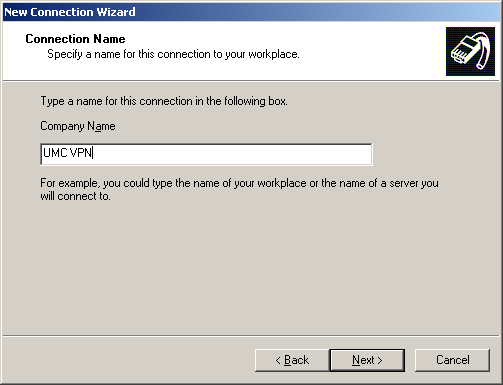 New Connection Wizard
Connection Name
Specify a name for this connection to your workplace.
Type a name for this connection in the following box.
Company Name
UMC VPN
For example, you could type the name of your workplace or the name of a server you
will connect to.
< Back Next > Cancel